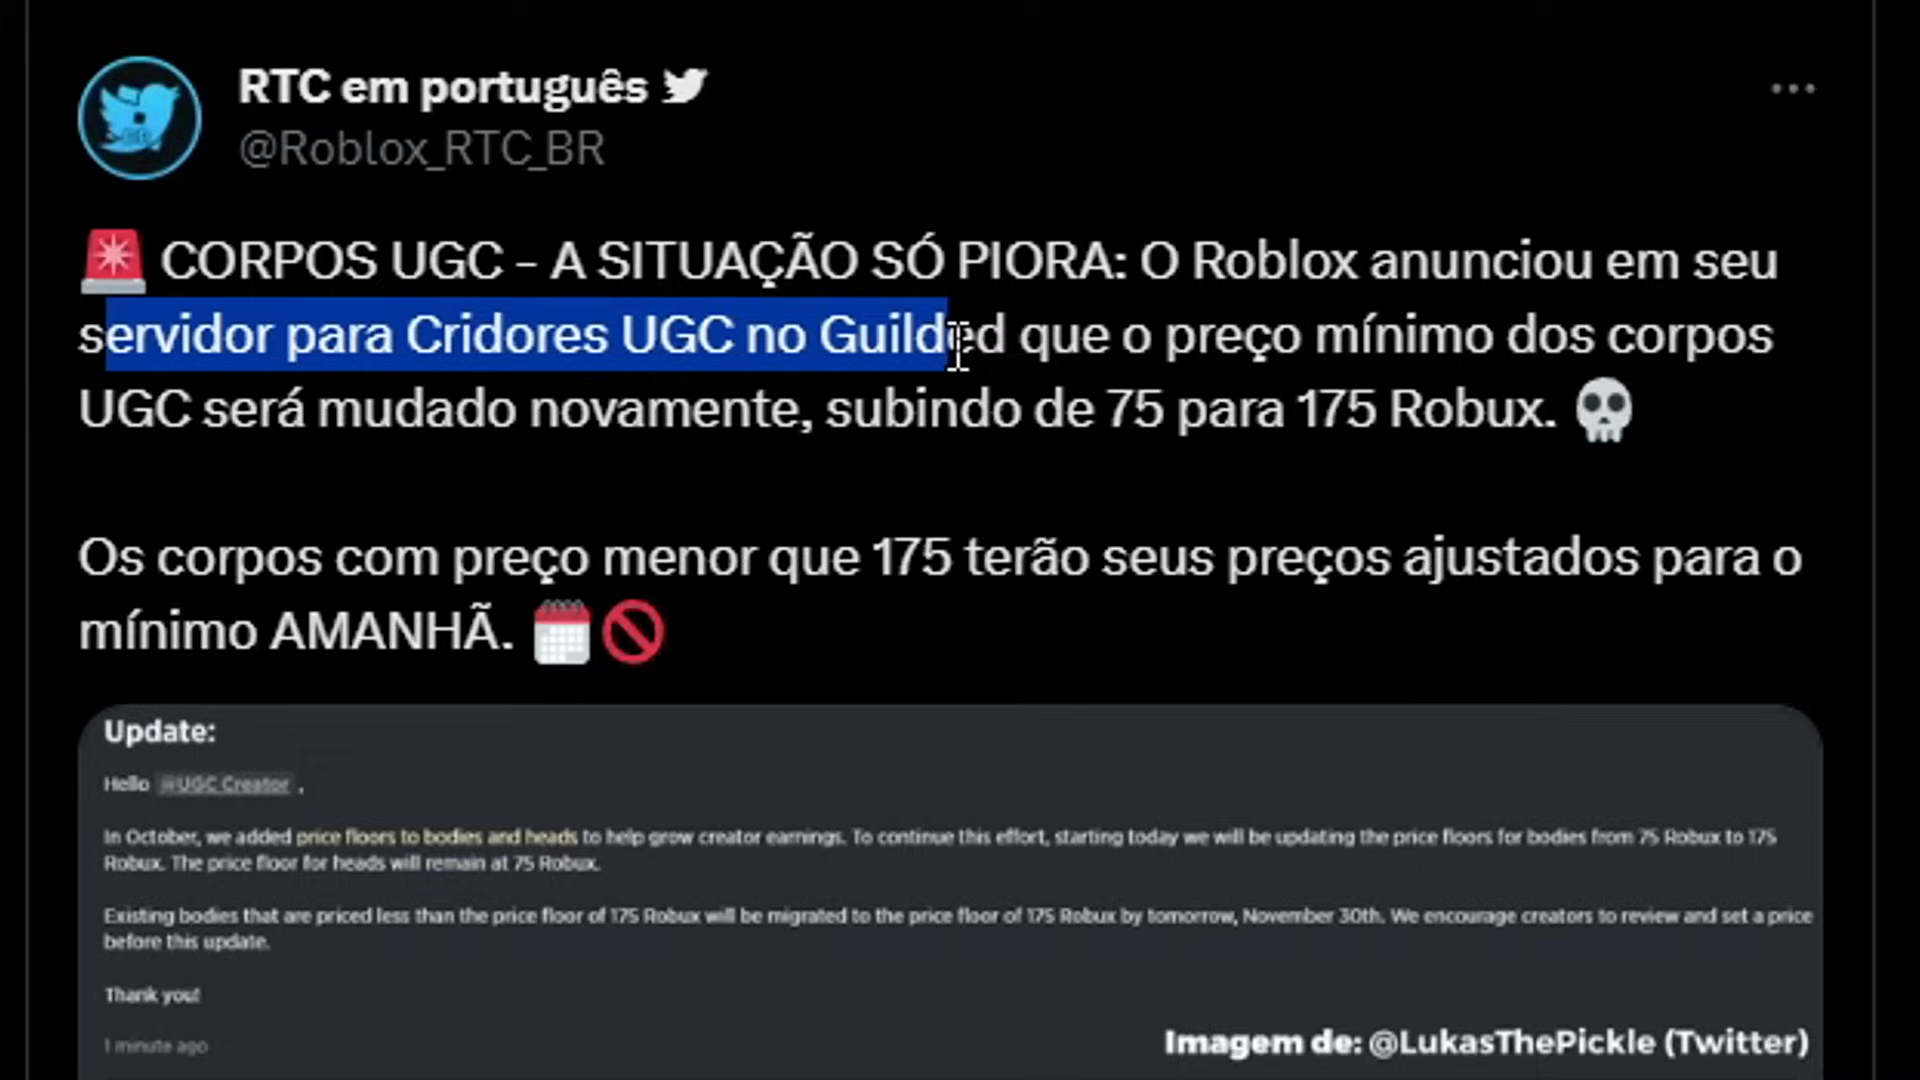 RTC em português
@Roblox_RTC_BR
CORPOS UGC – A SITUAÇÃO SÓ PIORA: O Roblox anunciou em seu
servidor para Cridores UGC no Guilded que o preço mínimo dos corpos
UGC será mudado novamente, subindo de 75 para 175 Robux.
Os corpos com preço menor que 175 terão seus preços ajustados para o
mínimo AMANHÃ.
Update:
Hello @UGC Creator ,
In October, we added price floors to bodies and heads to help grow creator earnings. To continue this effort, starting today we will be updating the price floors for bodies from 75 Robux to 175
Robux. The price floor for heads will remain at 75 Robux.
Existing bodies that are priced less than the price floor of 175 Robux will be migrated to the price floor of 175 Robux by tomorrow, November 30th. We encourage creators to review and set a price
before this update.
Thank you!
1 minute ago
Imagem de: @LukasThePickle (Twitter)